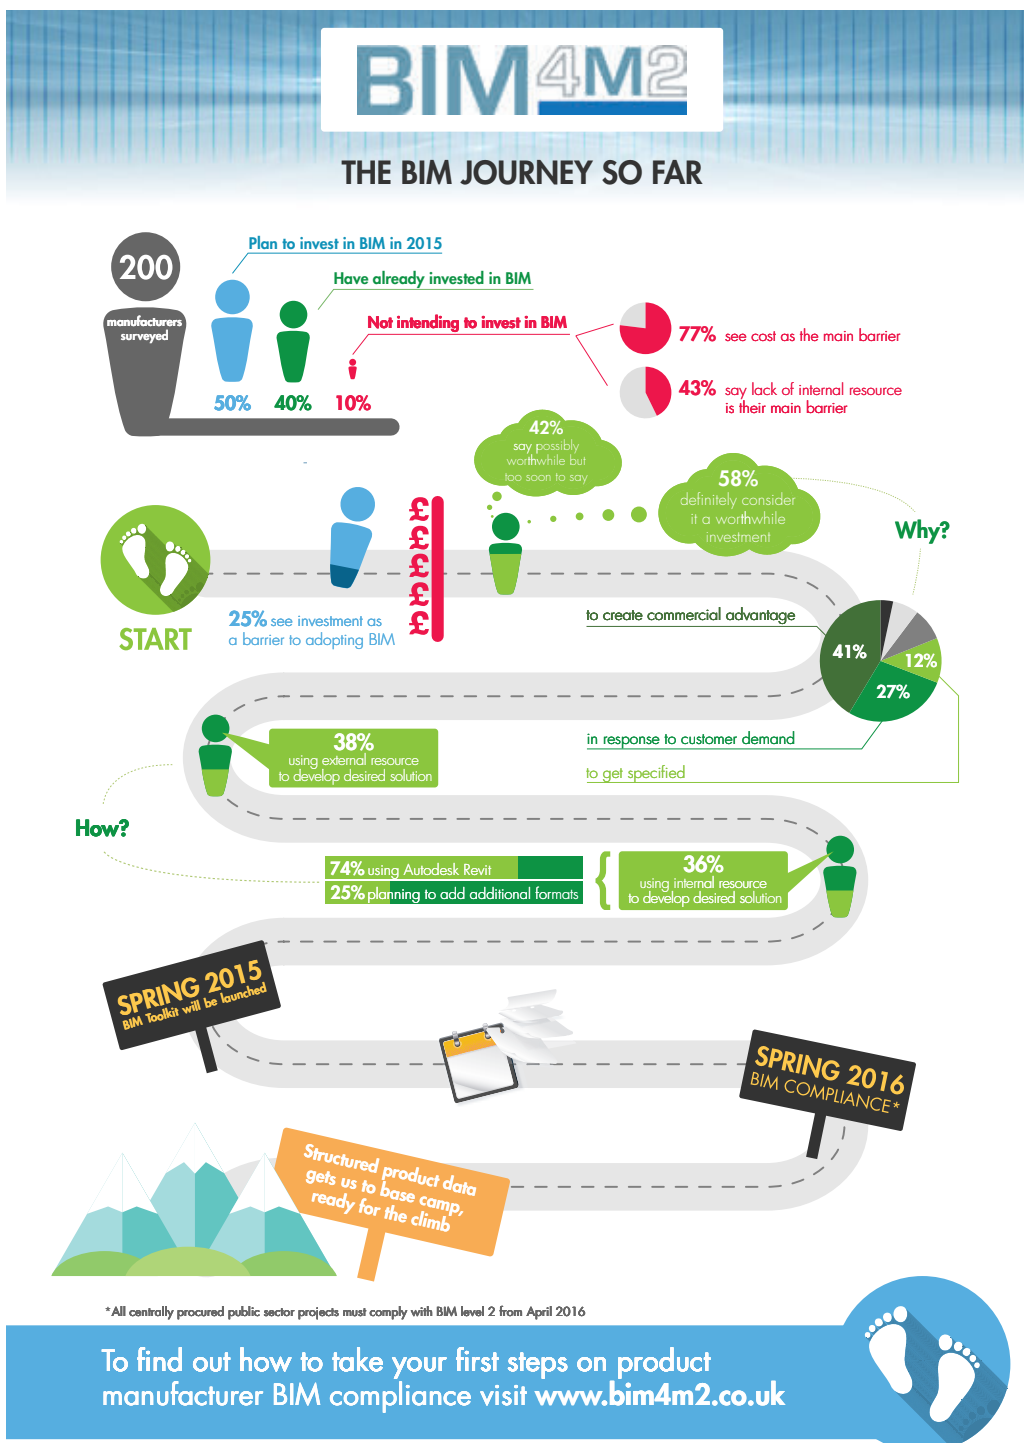 BIM4M2
THE BIM JOURNEY SO FAR
200
manufacturers
surveyed
Plan to invest in BIM in 2015
Have already invested in BIM
Not intending to invest in BIM
50%
40%
10%
77% see cost as the main barrier
43% say lack of internal resource
is their main barrier
42%
say possibly
worthwhile but
too soon to say
58%
definitely consider
it a worthwhile
investment
Why?
£
£
£
£
£
START
25% see investment as
a barrier to adopting BIM
to create commercial advantage
41%
12%
27%
in response to customer demand
to get specified
38%
using external resource
to develop desired solution
How?
74% using Autodesk Revit
25% planning to add additional formats
36%
using internal resource
to develop desired solution
SPRING 2015
BIM Toolkit will be launched
SPRING 2016
BIM COMPLIANCE*
Structured product data
gets us to base camp,
ready for the climb
*All centrally procured public sector projects must comply with BIM level 2 from April 2016
To find out how to take your first steps on product
manufacturer BIM compliance visit www.bim4m2.co.uk